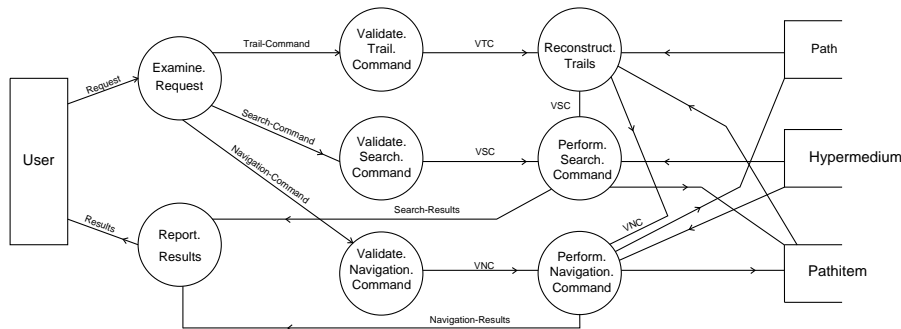 Trail-Command
Validate.
Trail.
Command
VTC
Reconstruct.
Trails
Path
Examine.
Request
Request
VSC
Search-Command
User
Validate.
Search.
Command
VSC
Perform.
Search.
Command
Hypermedium
Navigation-Command
Search-Results
VNC
Results
Report.
Results
Validate.
Navigation.
Command
VNC
Perform.
Navigation.
Command
Pathitem
Navigation-Results